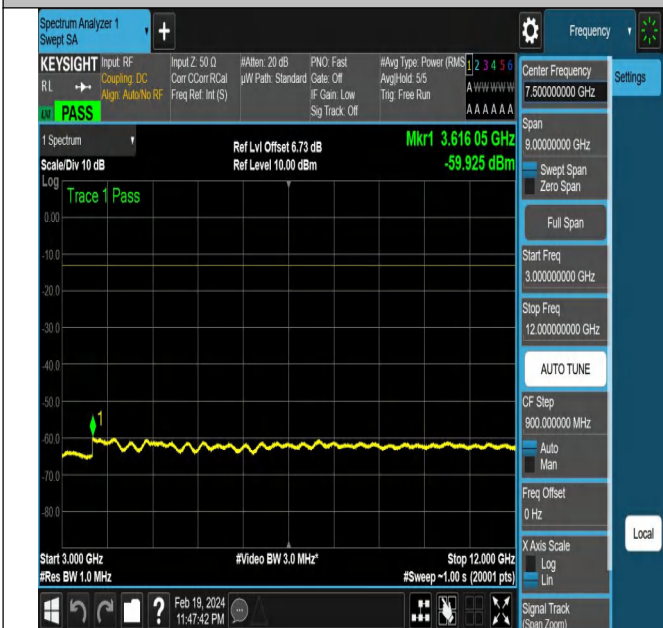 Spectrum Analyzer 1
Swept SA
+
Frequency
KEYSIGHT
RL
LNI
PASS
Input: RF
Coupling: DC
Align: Auto/No RF
Input Z: 50 Ω
Corr CCorr RCal
Freq Ref: Int (S)
#Atten: 20 dB
µW Path: Standard
PNO: Fast
Gate: Off
IF Gain: Low
Sig Track: Off
#Avg Type: Power (RMS
Avg|Hold: 5/5
Trig: Free Run
1 2 3 4 5 6
A W W W W W
A A A A A A
1 Spectrum
Scale/Div 10 dB
Ref Lvl Offset 6.73 dB
Ref Level 10.00 dBm
Mkr1 3.616 05 GHz
-59.925 dBm
Log
Trace 1 Pass
0.00
-10.0
-20.0
-30.0
-40.0
-50.0
-60.0
-70.0
-80.0
1
Start 3.000 GHz
#Res BW 1.0 MHz
#Video BW 3.0 MHz*
Stop 12.000 GHz
#Sweep ~1.00 s (20001 pts)
?
Feb 19, 2024
11:47:42 PM
Center Frequency
7.500000000 GHz
Settings
Span
9.00000000 GHz
Swept Span
Zero Span
Full Span
Start Freq
3.000000000 GHz
Stop Freq
12.000000000 GHz
AUTO TUNE
CF Step
900.000000 MHz
Auto
Man
Freq Offset
0 Hz
X Axis Scale
Log
Lin
Local
Signal Track
(Span Zoom)